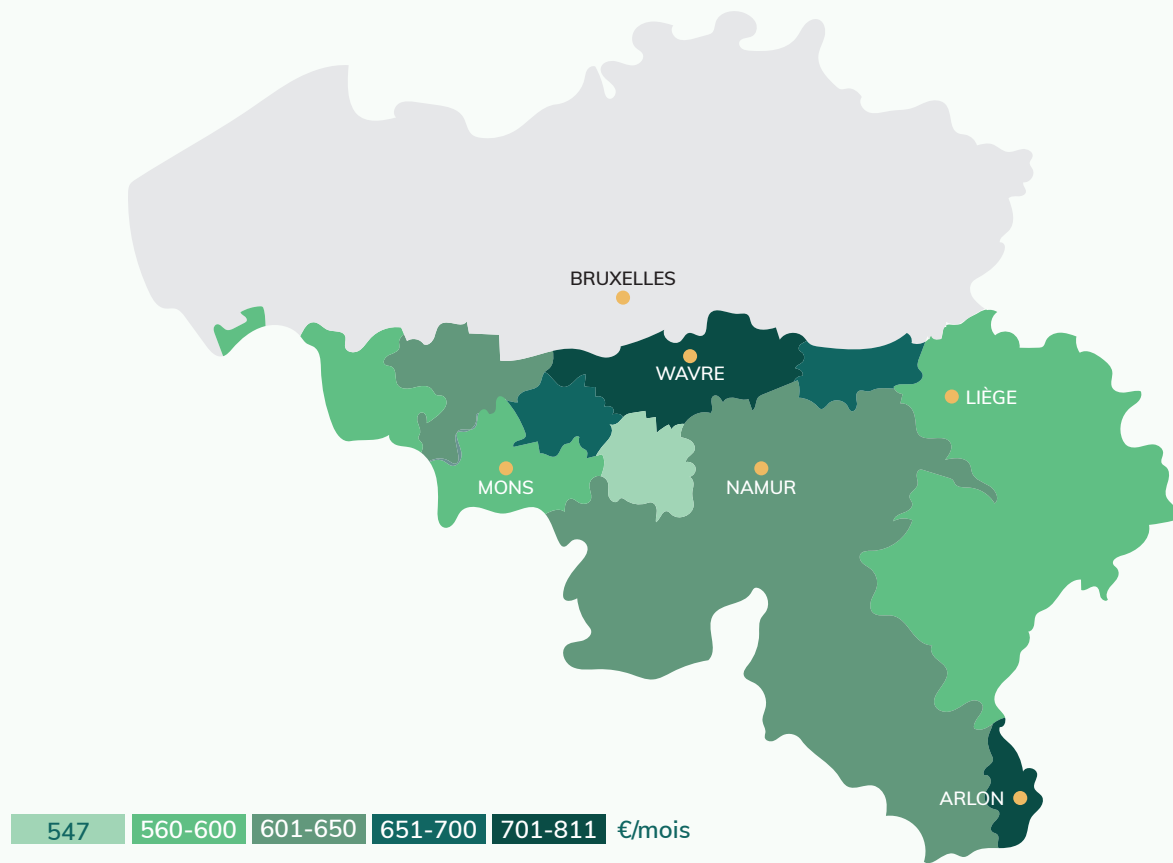 BRUXELLES
WAVRE
LIÈGE
MONS
NAMUR
ARLON
547 560-600 601-650 651-700 701-811 €/mois